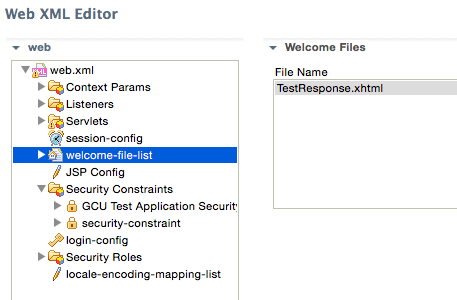 Web XML Editor
web
web.xml
Context Params
Listeners
Servlets
session-config
welcome-file-list
JSP Config
Security Constraints
GCU Test Application Security
security-constraint
login-config
Security Roles
locale-encoding-mapping-list
Welcome Files
File Name
TestResponse.xhtml